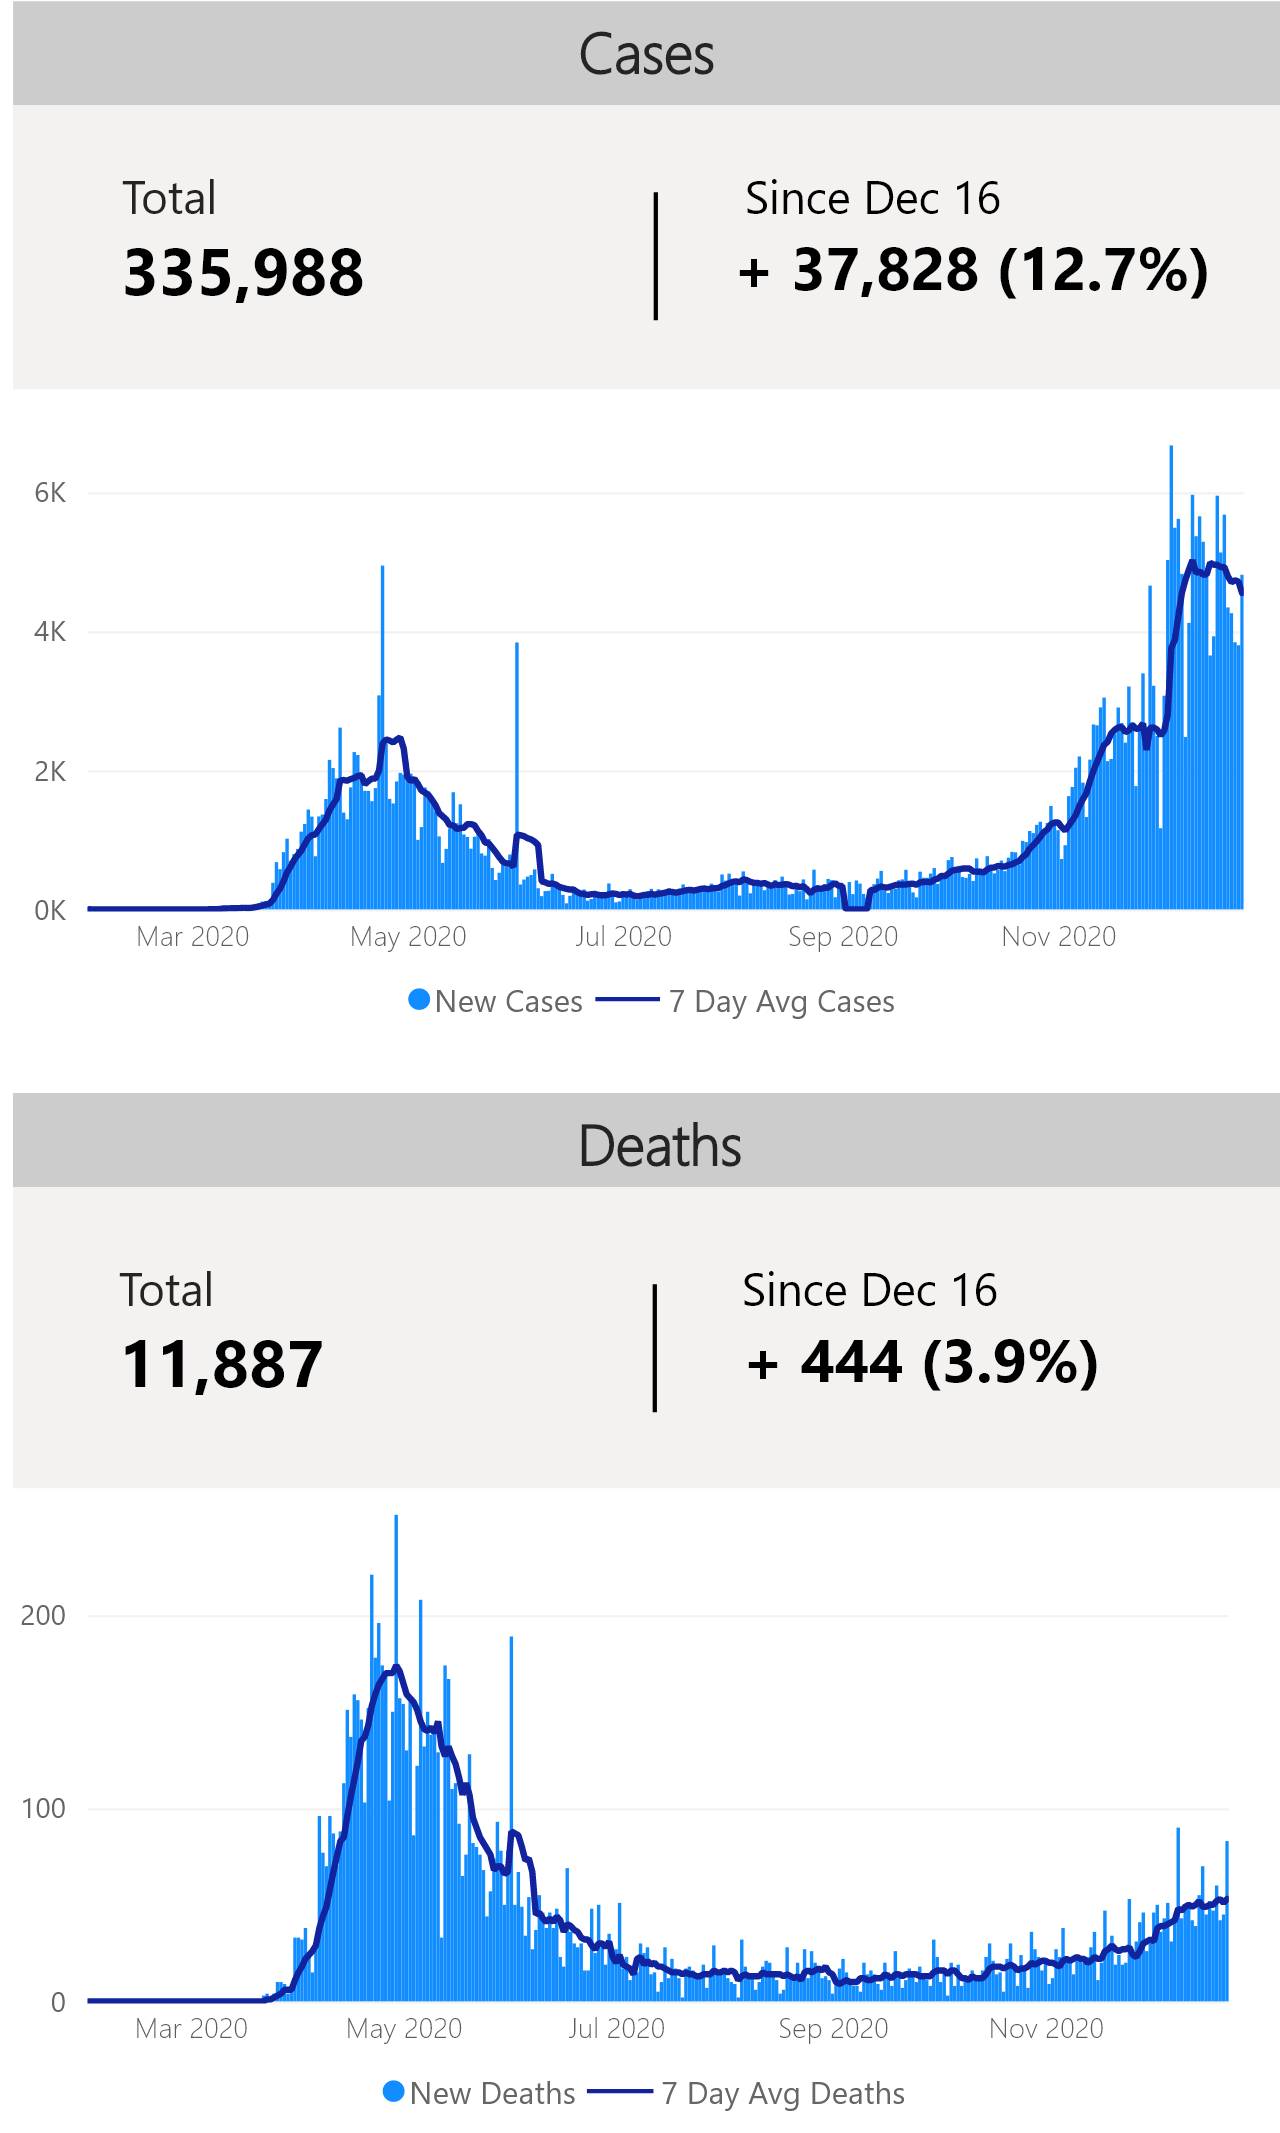 Cases
Total
Since Dec 16
335,988
+ 37,828 (12.7%)
6K
4K
2K
0K
Mar 2020
May 2020
Jul 2020
Sep 2020
Nov 2020
New Cases
7 Day Avg Cases
Deaths
Total
Since Dec 16
11,887
+ 444 (3.9%)
200
100
0
Mar 2020
May 2020
Jul 2020
Sep 2020
Nov 2020
New Deaths
7 Day Avg Deaths